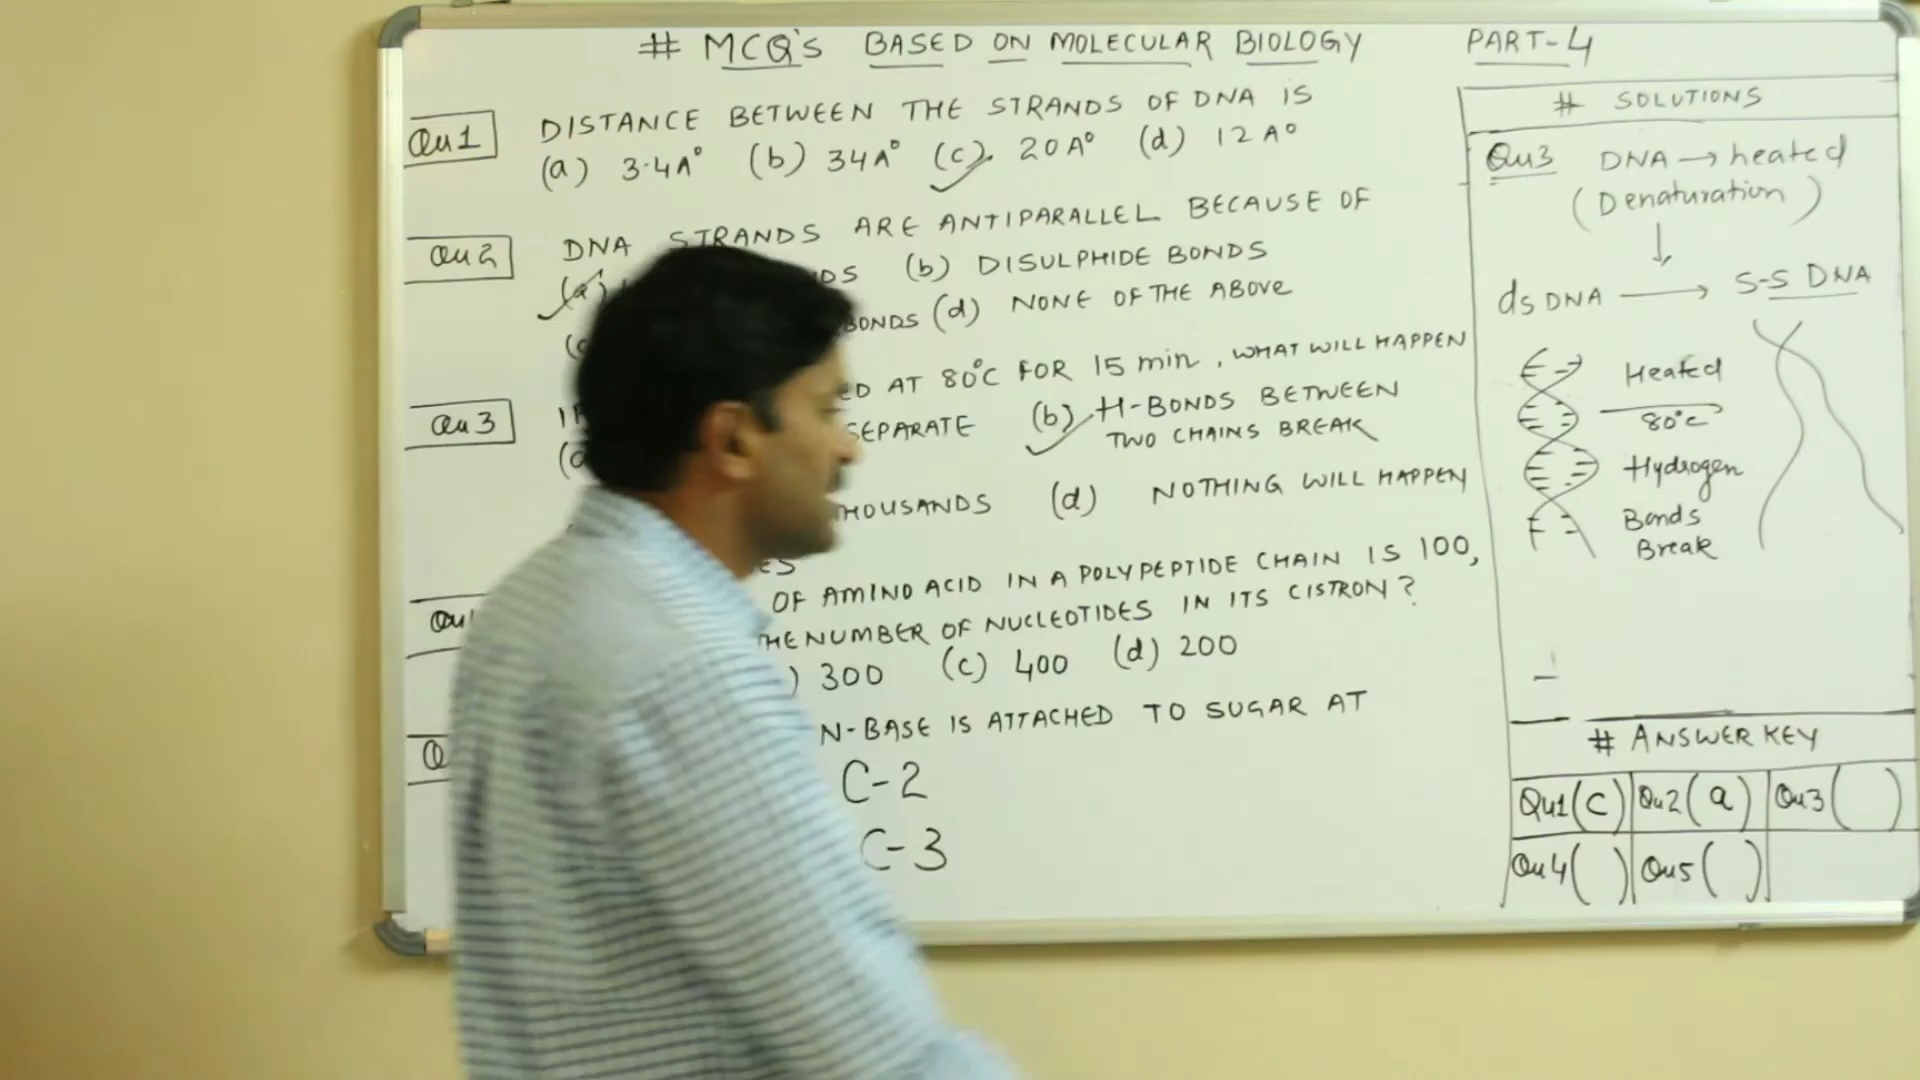 # MCQ'S BASED ON MOLECULAR BIOLOGY PART-4
Qu1 DISTANCE BETWEEN THE STRANDS OF DNA IS
(a) 3.4A° (b) 34A° (c) 20A° (d) 12A°
Qu2 DNA STRANDS ARE ANTIPARALLEL BECAUSE OF
(a) DS (b) DISULPHIDE BONDS
BONDS (d) NONE OF THE ABOVE
Qu3 ED AT 80°C FOR 15 min, WHAT WILL HAPPEN
SEPARATE (b) H-BONDS BETWEEN
TWO CHAINS BREAK
HOUSANDS (d) NOTHING WILL HAPPEN
ES
OF AMINO ACID IN A POLYPEPTIDE CHAIN IS 100,
THE NUMBER OF NUCLEOTIDES IN ITS CISTRON?
) 300 (c) 400 (d) 200
N-BASE IS ATTACHED TO SUGAR AT
C-2
C-3
# SOLUTIONS
Qu3 DNA → heated
(Denaturation)
↓
dsDNA → S-S DNA
Heated
80°C
Hydrogen
Bonds
Break
# ANSWER KEY
Qu1(c) Qu2(a) Qu3( )
Qu4( ) Qu5( )